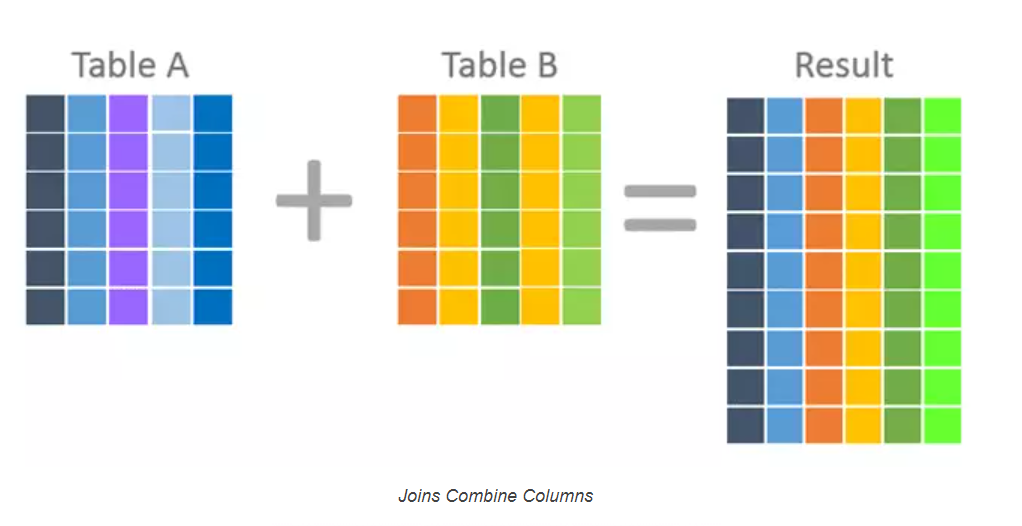 Table A
Table B
Result
Joins Combine Columns